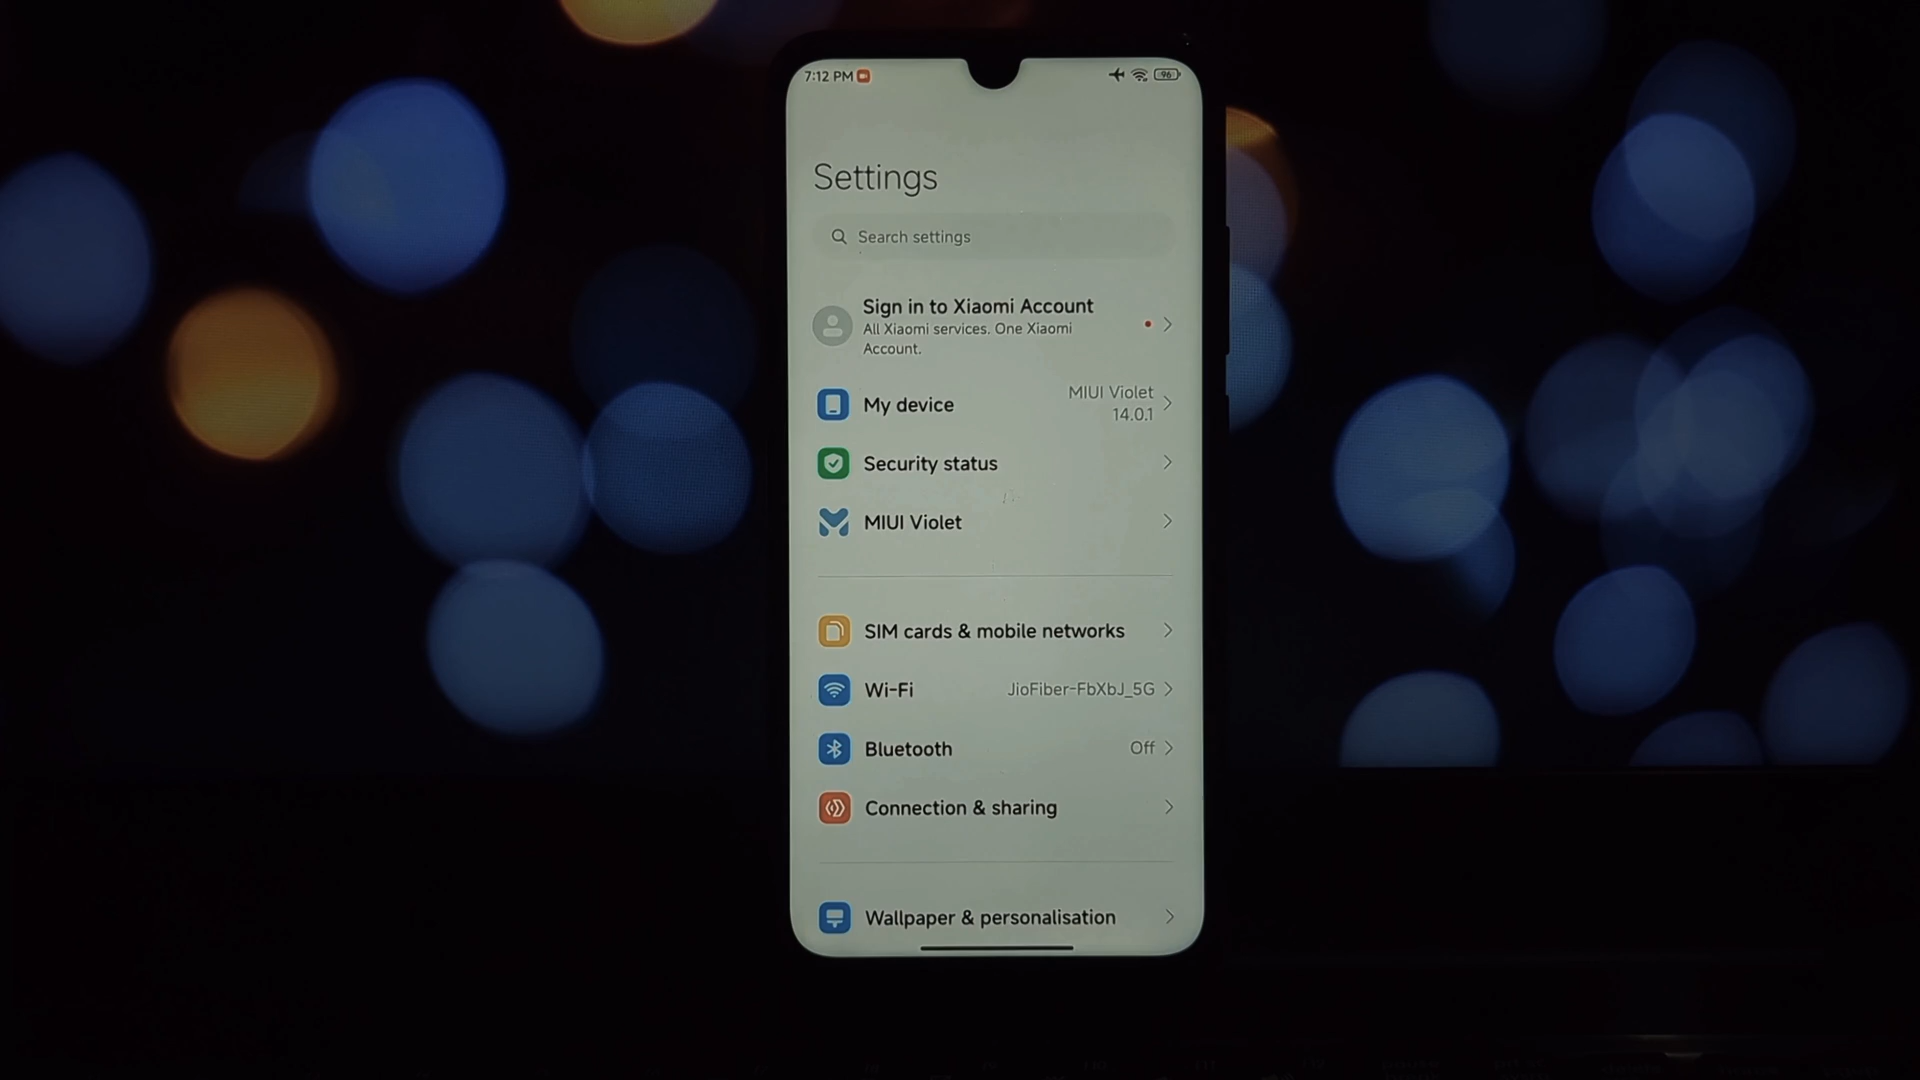 7:12 PM
96
Settings
Search settings
Sign in to Xiaomi Account
All Xiaomi services. One Xiaomi
Account.
My device
MIUI Violet
14.0.1
Security status
MIUI Violet
SIM cards & mobile networks
Wi-Fi
JioFiber-FbXbJ_5G
Bluetooth
Off
Connection & sharing
Wallpaper & personalisation